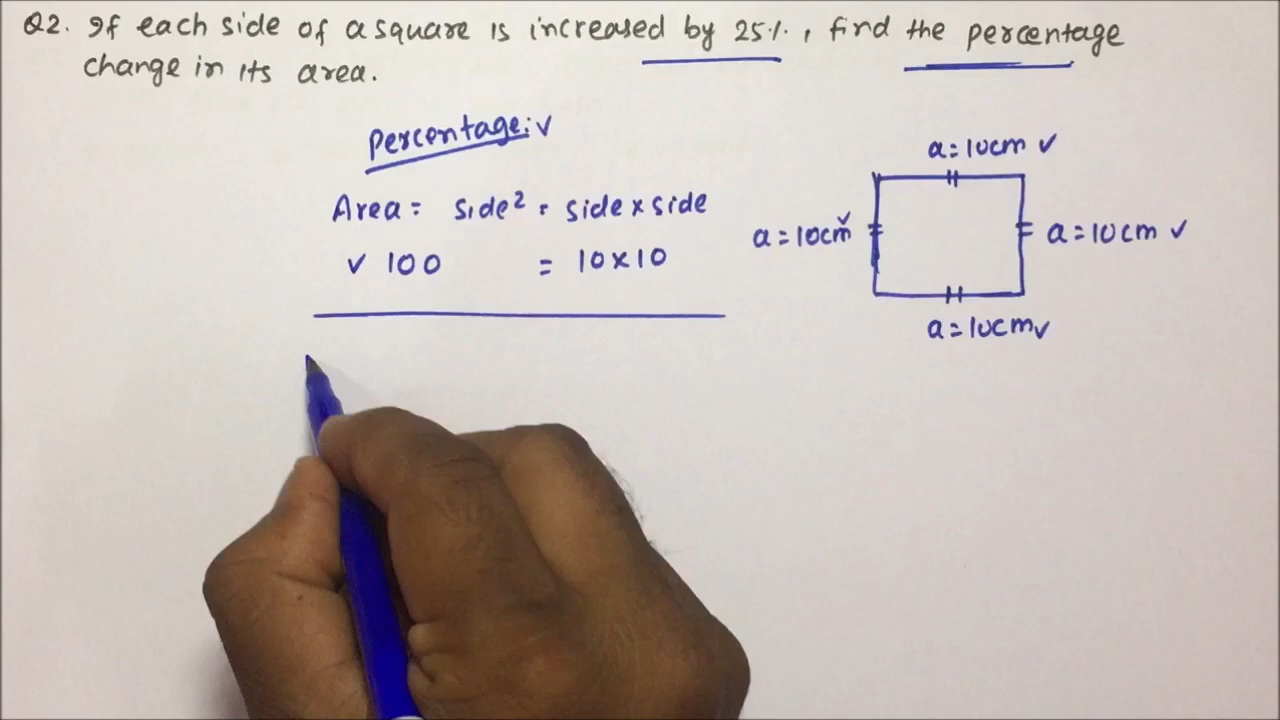 Q2. If each side of a square is increased by 25%, find the percentage
change in its area.
Percentage:✓
Area = side² = side x side
✓ 100 = 10 x 10
a = 10cm ✓
a = 10cm ✓
a = 10cm ✓
a = 10cm ✓